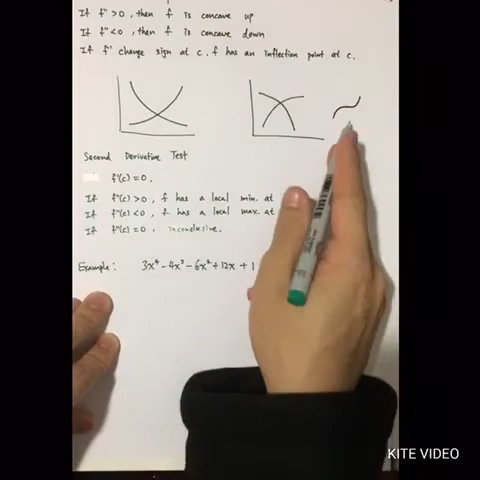 If f" > 0, then f is concave up
If f" < 0, then f is concave down
If f' change sign at c, f has an inflection point at c.
Second Derivative Test
f'(c) = 0.
If f"(c) > 0, f has a local min. at
If f"(c) < 0, f has a local max. at
If f"(c) = 0, inconclusive.
Example: 3x⁴ - 4x³ - 6x² + 12x + 1
KITE VIDEO